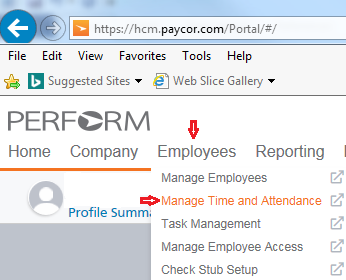 https://hcm.paycor.com/Portal/#/
File Edit View Favorites Tools Help
Suggested Sites Web Slice Gallery
PERFORM
Home Company Employees Reporting
Manage Employees
Manage Time and Attendance
Profile Summa
Task Management
Manage Employee Access
Check Stub Setup